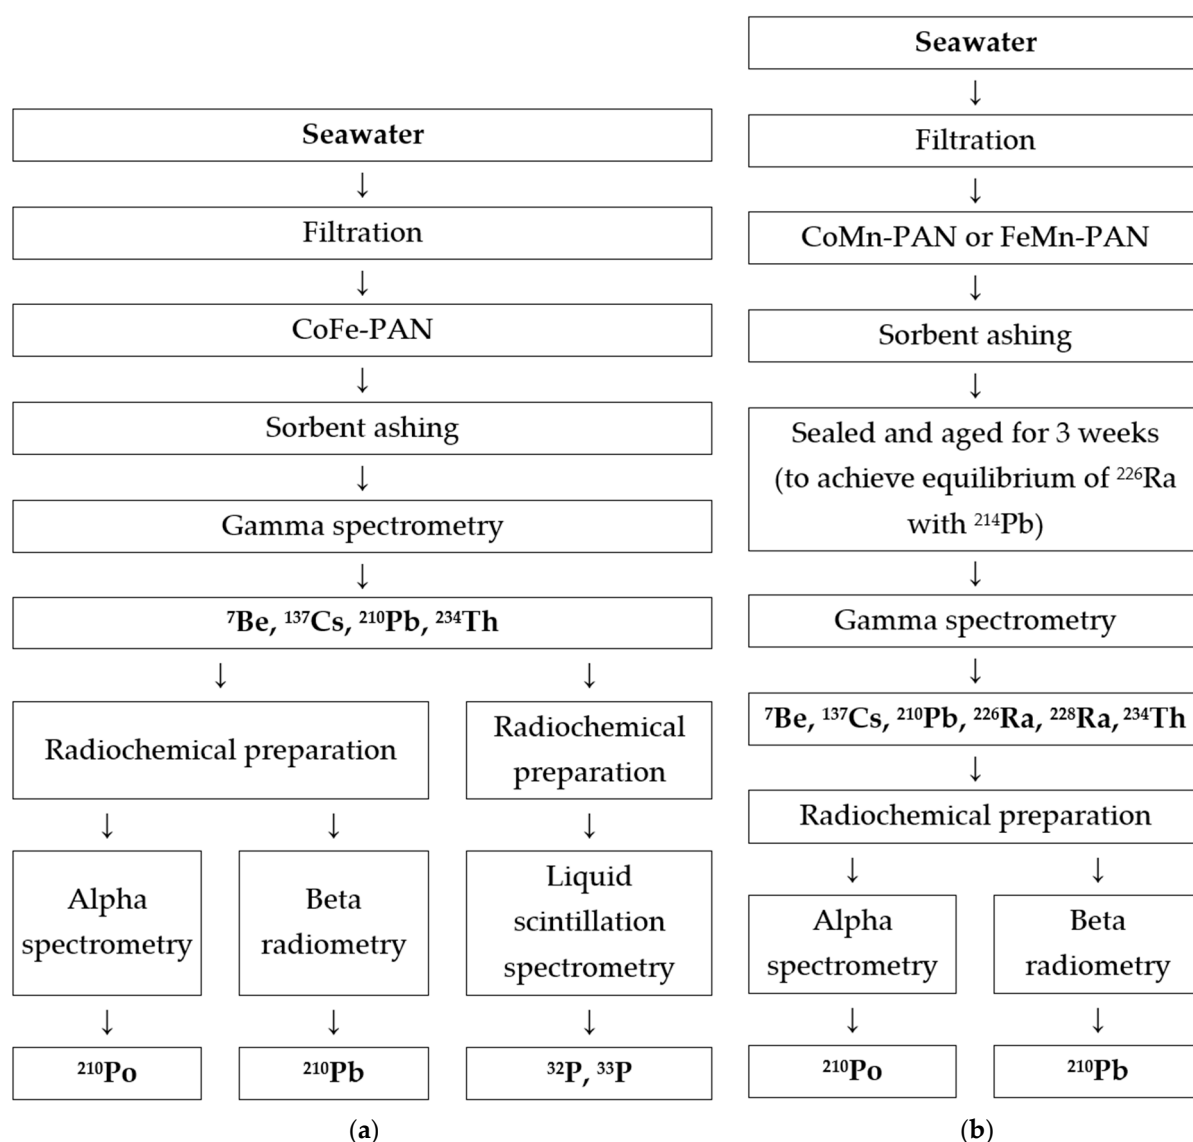 Seawater
↓
Filtration
↓
CoFe-PAN
↓
Sorbent ashing
↓
Gamma spectrometry
↓
⁷Be, ¹³⁷Cs, ²¹⁰Pb, ²³⁴Th
↓ ↓
Radiochemical preparation
Radiochemical
preparation
↓ ↓ ↓
Alpha
spectrometry
Beta
radiometry
Liquid
scintillation
spectrometry
↓ ↓ ↓
²¹⁰Po
²¹⁰Pb
³²P, ³³P
(a)
Seawater
↓
Filtration
↓
CoMn-PAN or FeMn-PAN
↓
Sorbent ashing
↓
Sealed and aged for 3 weeks
(to achieve equilibrium of ²²⁶Ra
with ²¹⁴Pb)
↓
Gamma spectrometry
↓
⁷Be, ¹³⁷Cs, ²¹⁰Pb, ²²⁶Ra, ²²⁸Ra, ²³⁴Th
↓
Radiochemical preparation
↓ ↓
Alpha
spectrometry
Beta
radiometry
↓ ↓
²¹⁰Po
²¹⁰Pb
(b)